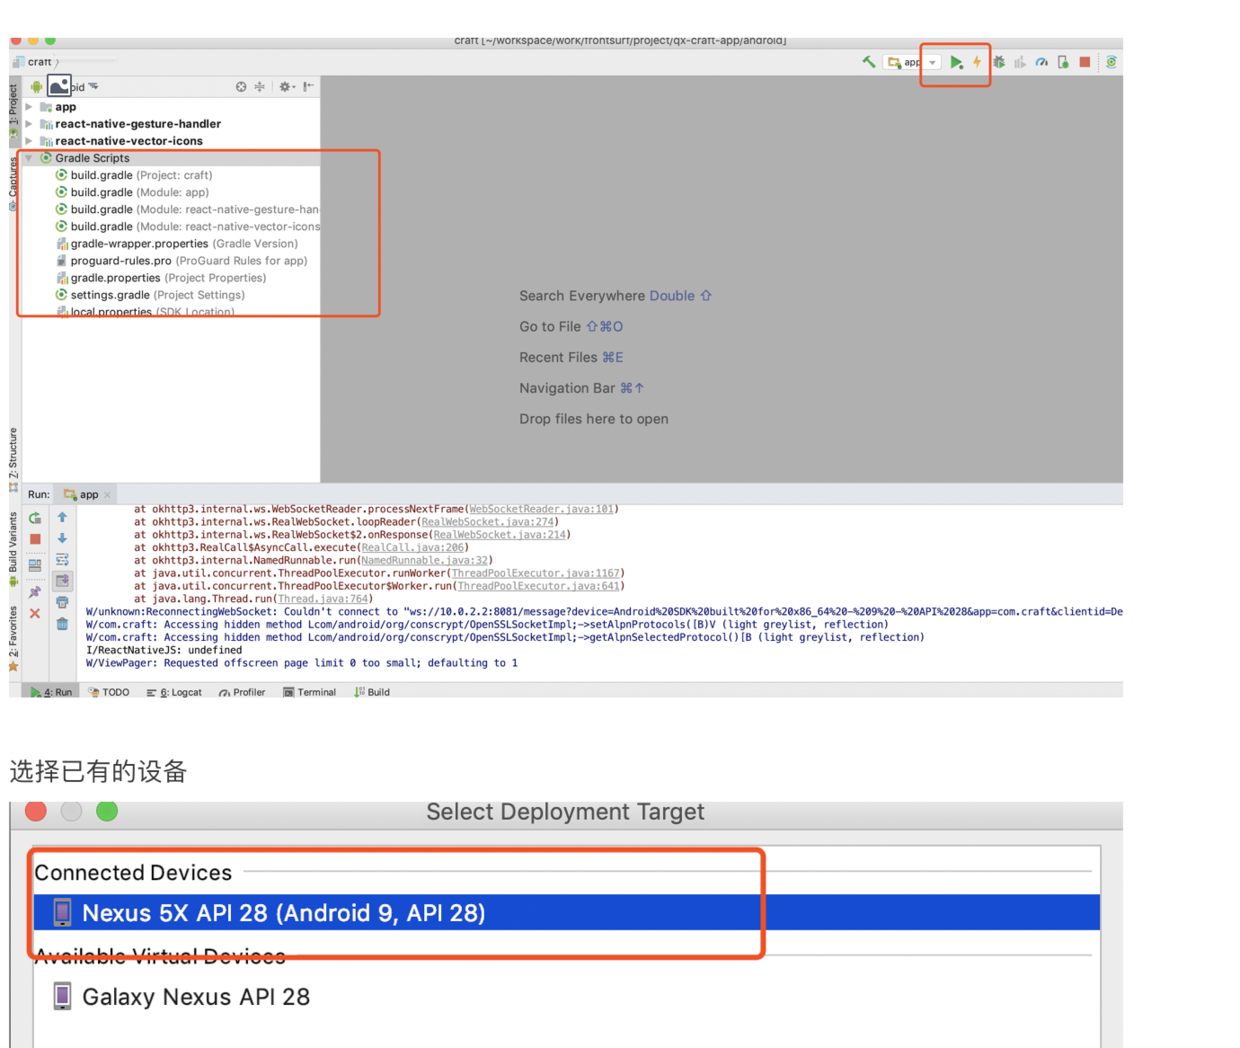 craft [~/workspace/work/frontsurf/project/qx-craft-app/android]
craft
app
1: Project
oid
app
react-native-gesture-handler
react-native-vector-icons
Captures
Gradle Scripts
build.gradle (Project: craft)
build.gradle (Module: app)
build.gradle (Module: react-native-gesture-han
build.gradle (Module: react-native-vector-icons
gradle-wrapper.properties (Gradle Version)
proguard-rules.pro (ProGuard Rules for app)
gradle.properties (Project Properties)
settings.gradle (Project Settings)
local.properties (SDK Location)
Search Everywhere Double ⇧
Go to File ⇧⌘O
Recent Files ⌘E
Navigation Bar ⌘↑
Drop files here to open
Z: Structure
Build Variants
2: Favorites
Run: app
at okhttp3.internal.ws.WebSocketReader.processNextFrame(WebSocketReader.java:101)
at okhttp3.internal.ws.RealWebSocket.loopReader(RealWebSocket.java:274)
at okhttp3.internal.ws.RealWebSocket$2.onResponse(RealWebSocket.java:214)
at okhttp3.RealCall$AsyncCall.execute(RealCall.java:206)
at okhttp3.internal.NamedRunnable.run(NamedRunnable.java:32)
at java.util.concurrent.ThreadPoolExecutor.runWorker(ThreadPoolExecutor.java:1167)
at java.util.concurrent.ThreadPoolExecutor$Worker.run(ThreadPoolExecutor.java:641)
at java.lang.Thread.run(Thread.java:764)
W/unknown:ReconnectingWebSocket: Couldn't connect to "ws://10.0.2.2:8081/message?device=Android%20SDK%20built%20for%20x86_64%20-%209%20-%20API%2028&app=com.craft&clientid=De
W/com.craft: Accessing hidden method Lcom/android/org/conscrypt/OpenSSLSocketImpl;->setAlpnProtocols([B)V (light greylist, reflection)
W/com.craft: Accessing hidden method Lcom/android/org/conscrypt/OpenSSLSocketImpl;->getAlpnSelectedProtocol()[B (light greylist, reflection)
I/ReactNativeJS: undefined
W/ViewPager: Requested offscreen page limit 0 too small; defaulting to 1
4: Run TODO 6: Logcat Profiler Terminal Build
选择已有的设备
Select Deployment Target
Connected Devices
Nexus 5X API 28 (Android 9, API 28)
Available Virtual Devices
Galaxy Nexus API 28